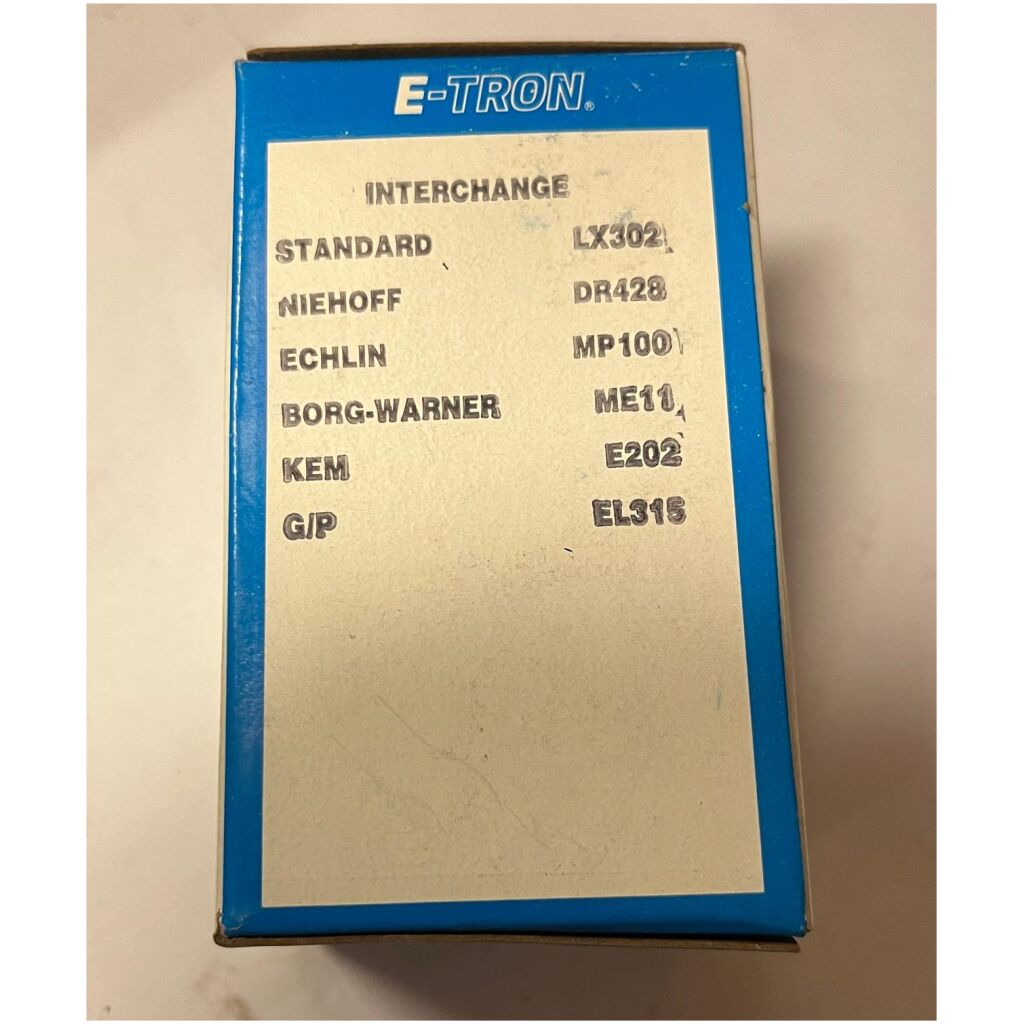 E-TRON®
INTERCHANGE
STANDARD LX302
NIEHOFF DR428
ECHLIN MP100
BORG-WARNER ME11
KEM E202
G/P EL315